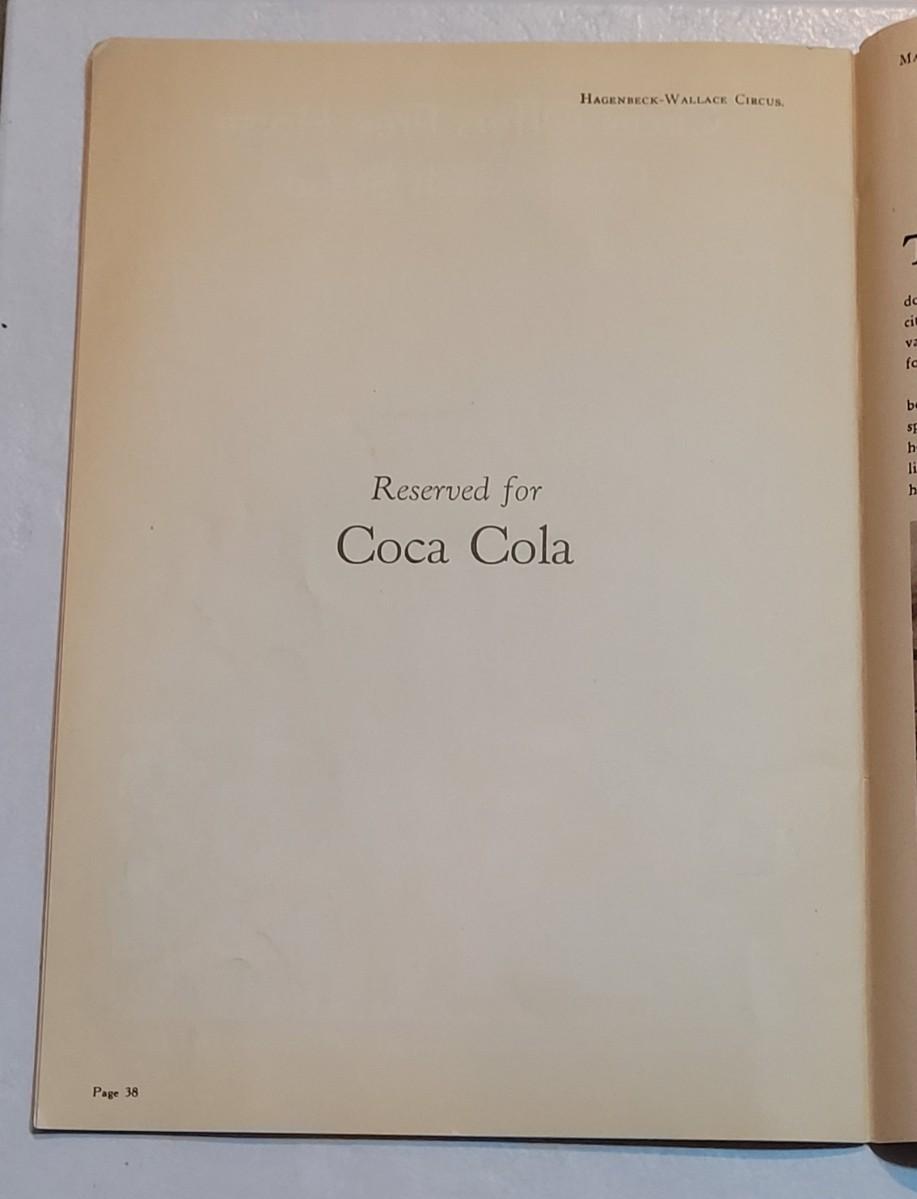 Hagenbeck-Wallace Circus.
Reserved for
Coca Cola
Page 38